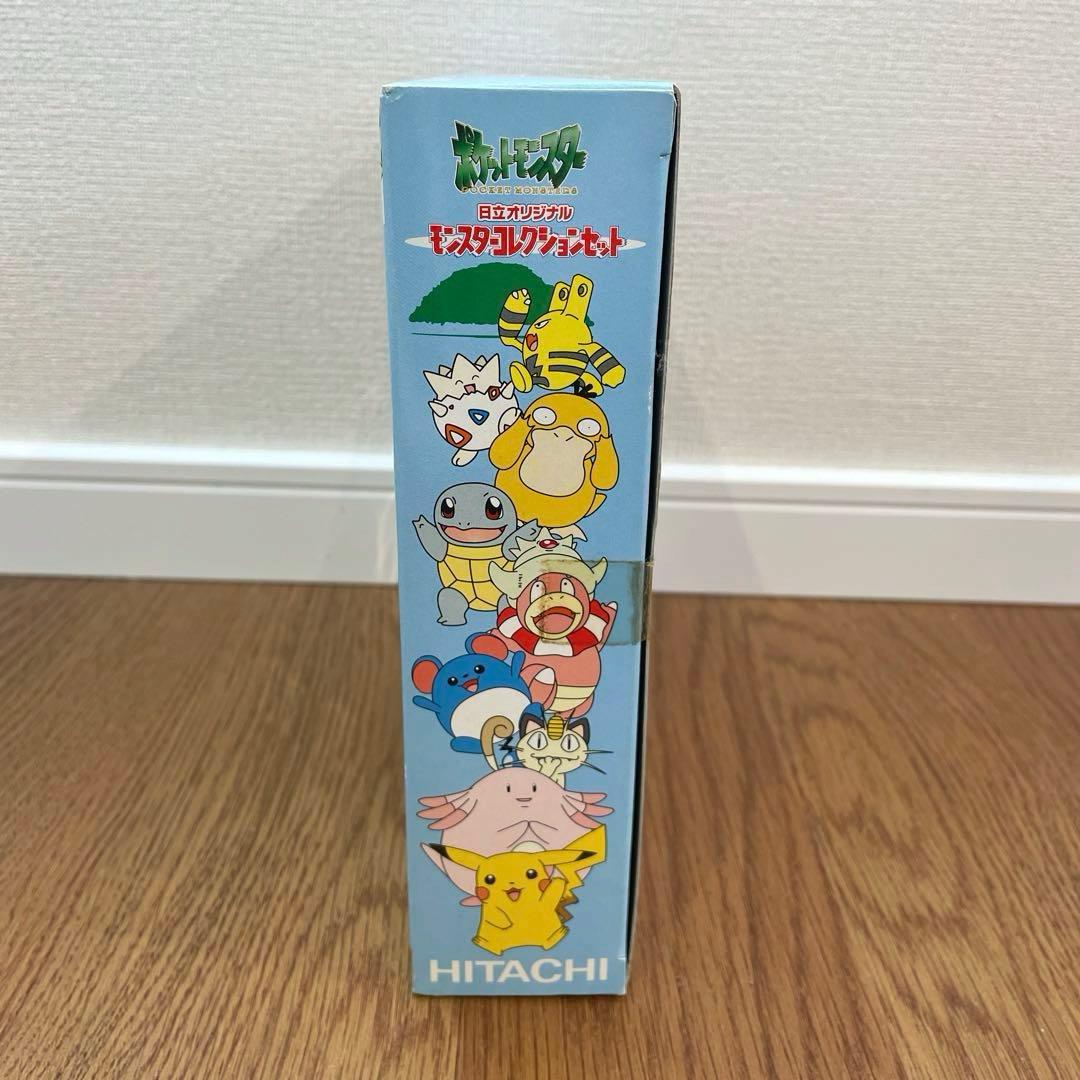 ポケットモンスター
POCKET MONSTERS
日立オリジナル
モンスターコレクションセット
HITACHI